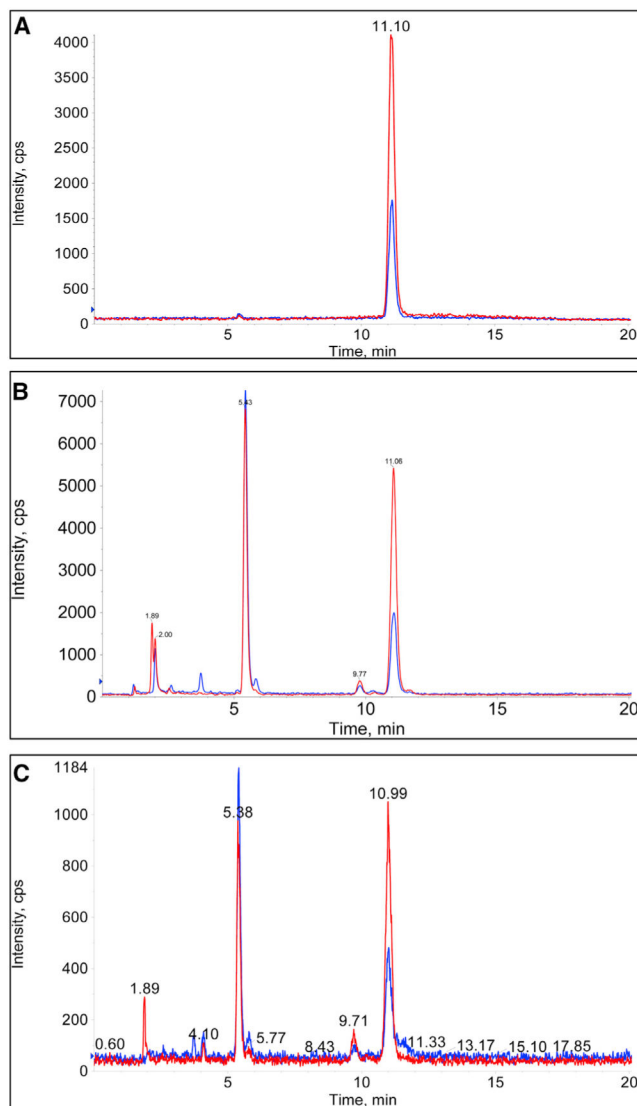 A
11.10
4000
3500
3000
2500
2000
1500
1000
500
0
Intensity, cps
5 10 15 20
Time, min
B
7000
6000
5000
4000
3000
2000
1000
0
Intensity, cps
5.43
11.06
1.89
2.00
9.77
5 10 15 20
Time, min
C
1184
1000
800
600
400
200
0
Intensity, cps
10.99
5.38
1.89
0.60 4.10 5.77 8.43 9.71 11.33 13.17 15.10 17.85
5 10 15 20
Time, min